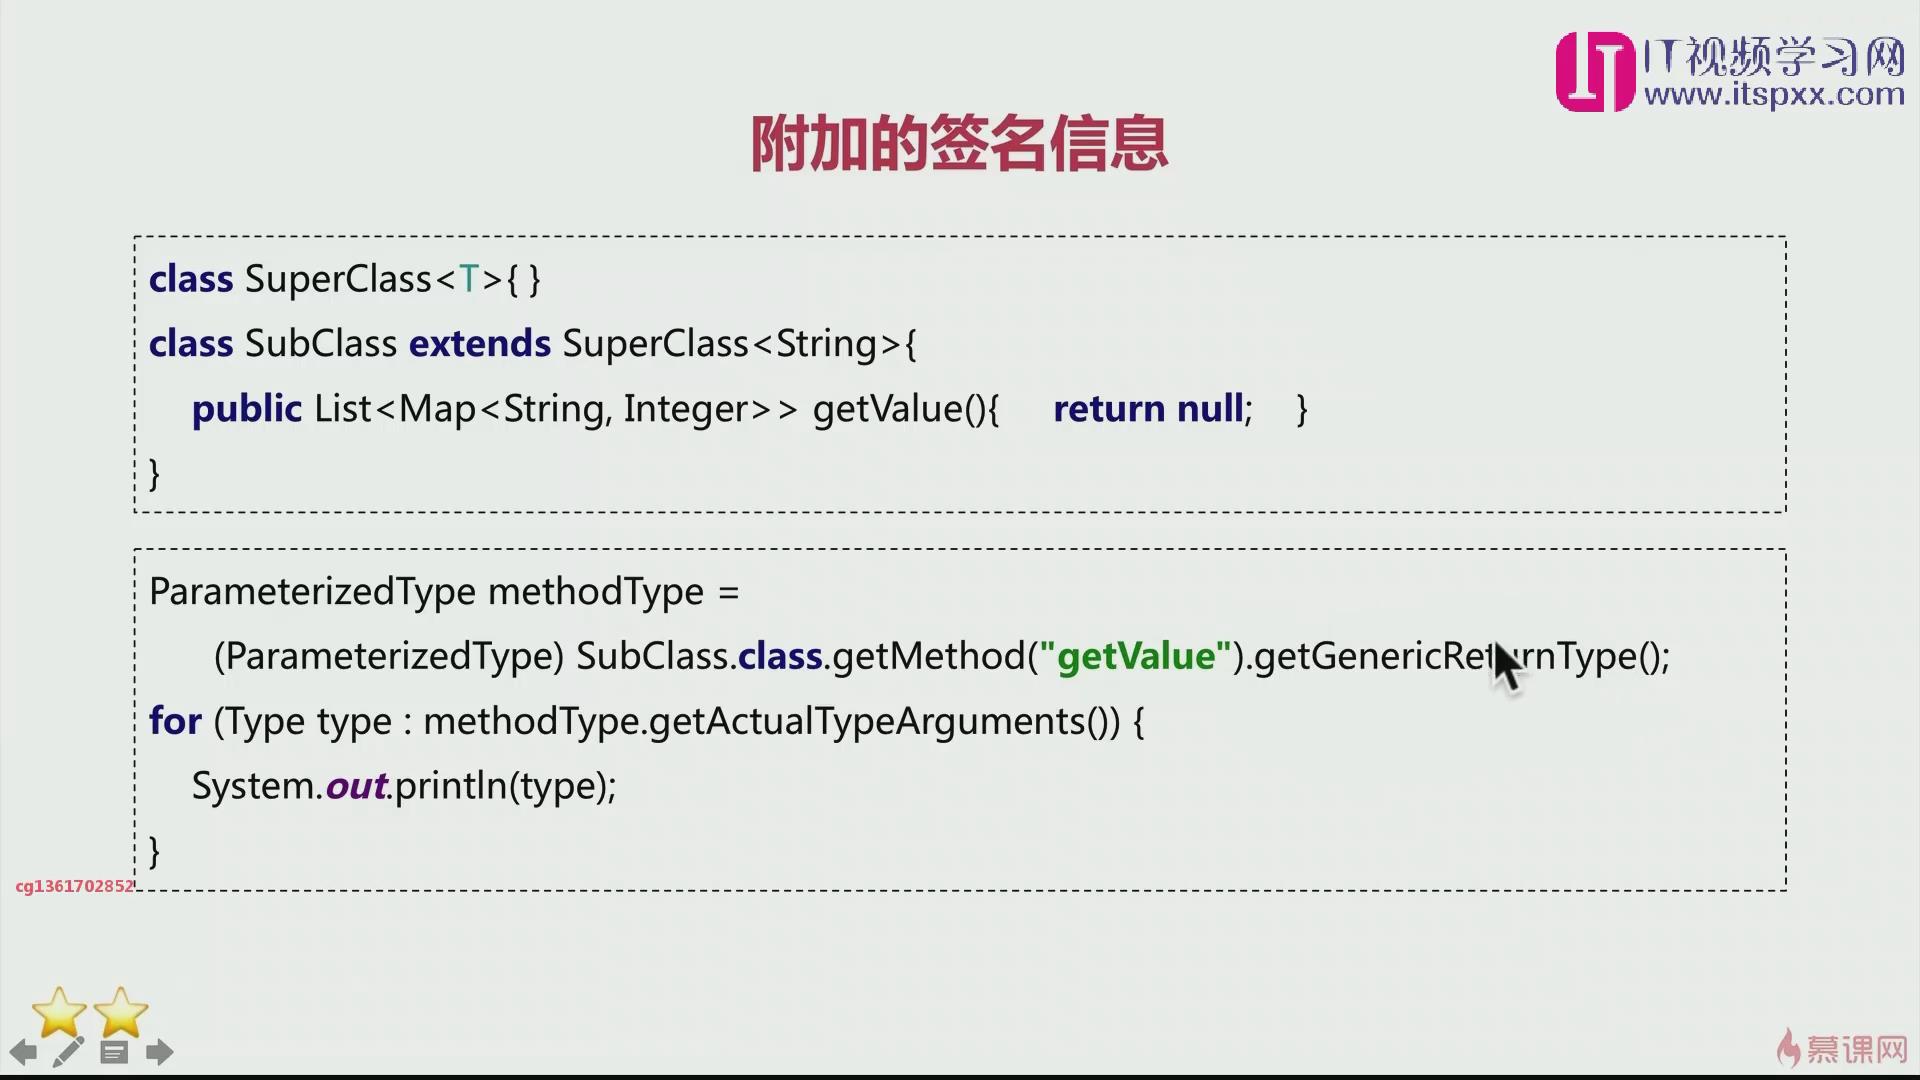 IT视频学习网
www.itspxx.com
附加的签名信息
class SuperClass<T>{ }
class SubClass extends SuperClass<String>{
public List<Map<String, Integer>> getValue(){ return null; }
}
ParameterizedType methodType =
(ParameterizedType) SubClass.class.getMethod("getValue").getGenericReturnType();
for (Type type : methodType.getActualTypeArguments()) {
System.out.println(type);
}
cg1361702852
慕课网